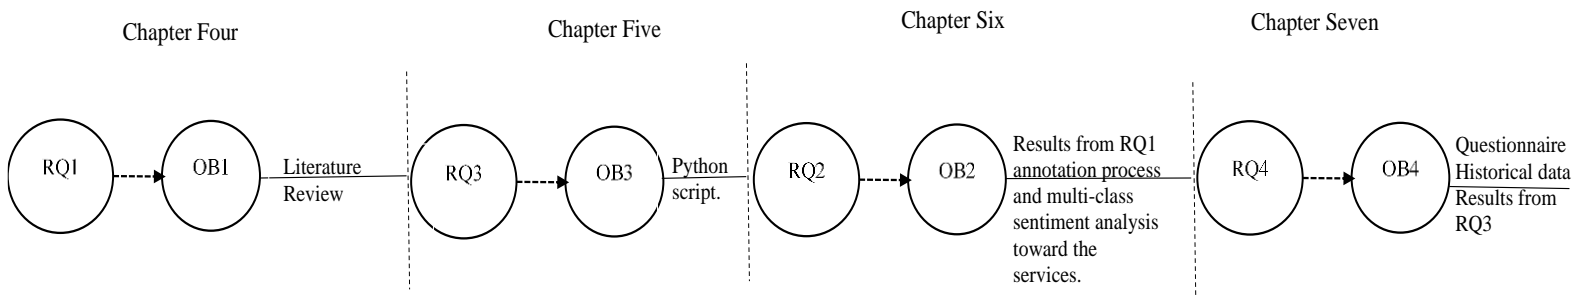 Chapter Four
Chapter Five
Chapter Six
Chapter Seven
RQ1
OB1
Literature
Review
RQ3
OB3
Python
script.
RQ2
OB2
Results from RQ1
annotation process
and multi-class
sentiment analysis
toward the
services.
RQ4
OB4
Questionnaire
Historical data
Results from
RQ3